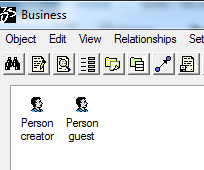 Business
Object Edit View Relationships Set
Person Person
creator guest